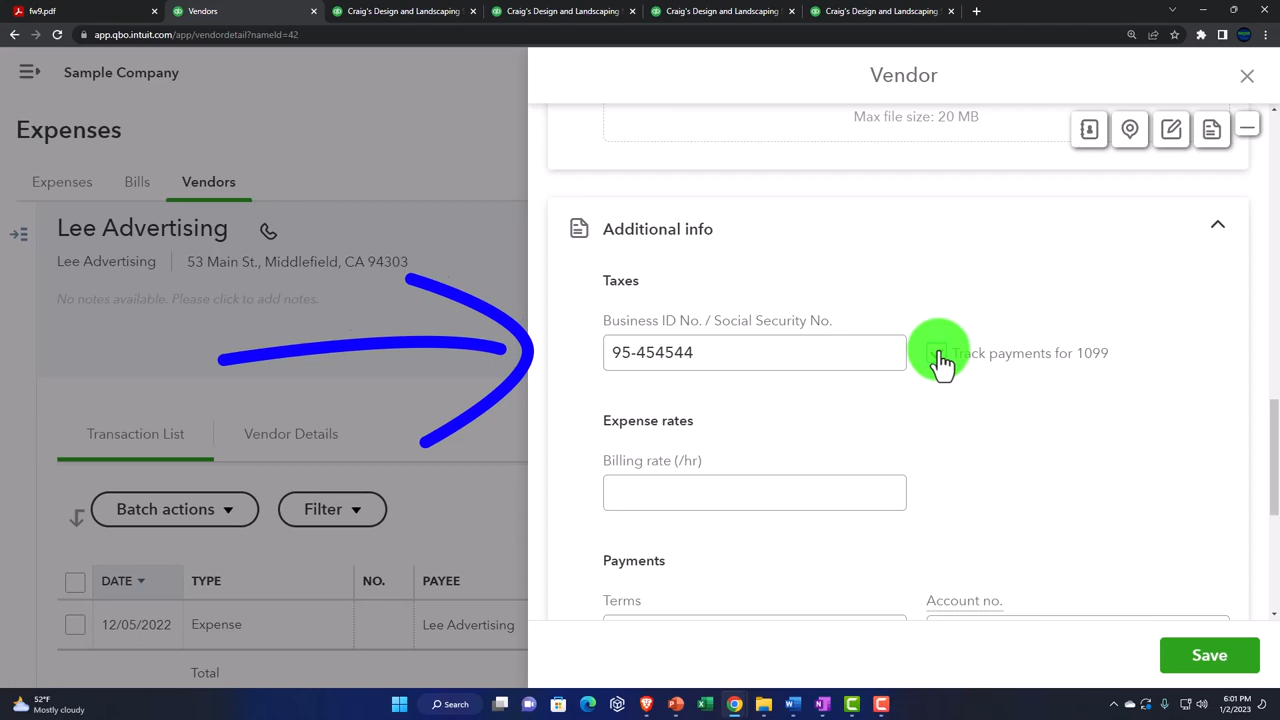 fw9.pdf
Vendors
Craig's Design and Landscaping
Craig's Design and Landscaping
Craig's Design and Landscaping
Craig's Design and Landscaping
app.qbo.intuit.com/app/vendordetail?nameId=42
Sample Company
Vendor
Max file size: 20 MB
Expenses
Expenses
Bills
Vendors
Lee Advertising
Additional info
Lee Advertising
53 Main St., Middlefield, CA 94303
No notes available. Please click to add notes.
Taxes
Business ID No. / Social Security No.
95-454544
Track payments for 1099
Expense rates
Transaction List
Vendor Details
Billing rate (/hr)
Batch actions
Filter
Payments
DATE
TYPE
NO.
PAYEE
Terms
Account no.
12/05/2022
Expense
Lee Advertising
Total
Save
52°F
Mostly cloudy
Search
6:01 PM
1/2/2023